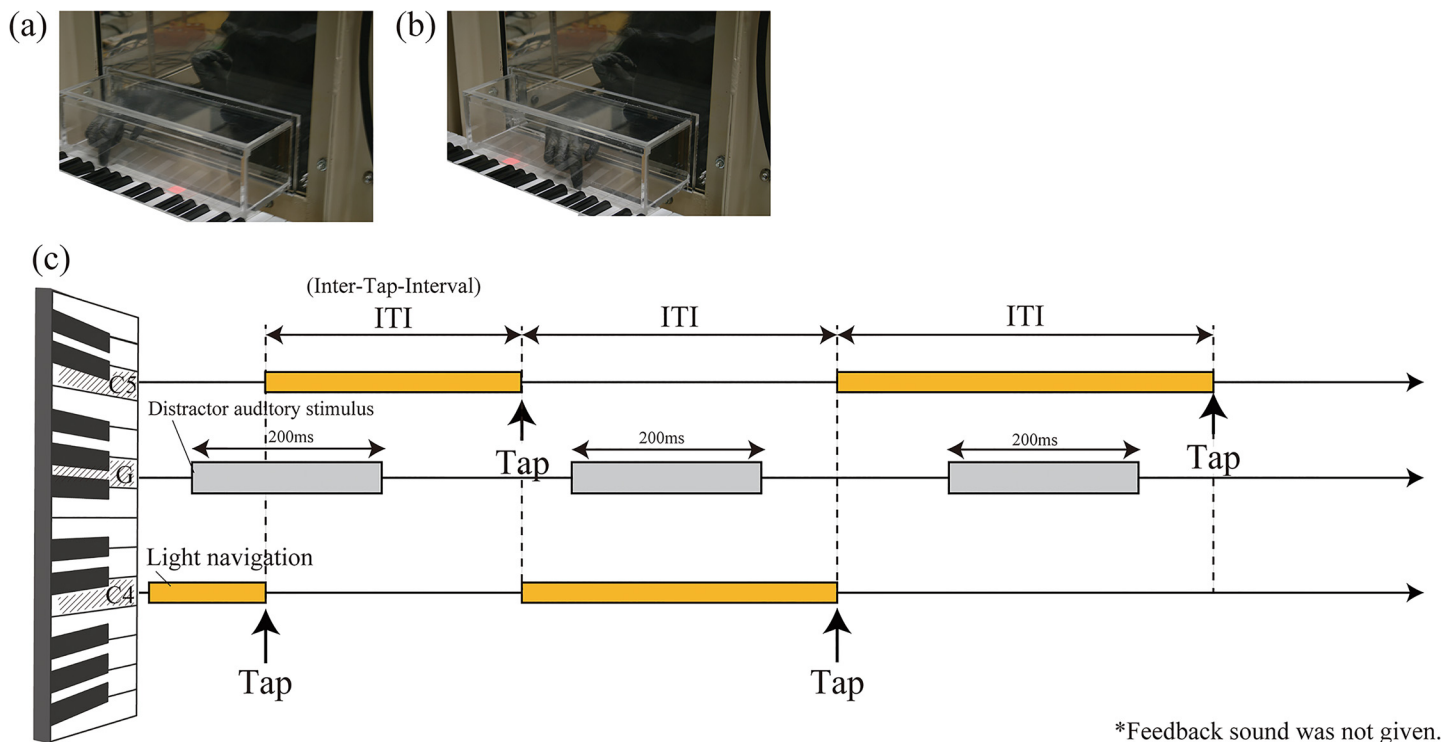 (a)
(b)
(c)
(Inter-Tap-Interval)
ITI
ITI
ITI
C5
Distractor auditory stimulus
200ms
200ms
200ms
Tap
Tap
G
Light navigation
C4
Tap
Tap
*Feedback sound was not given.